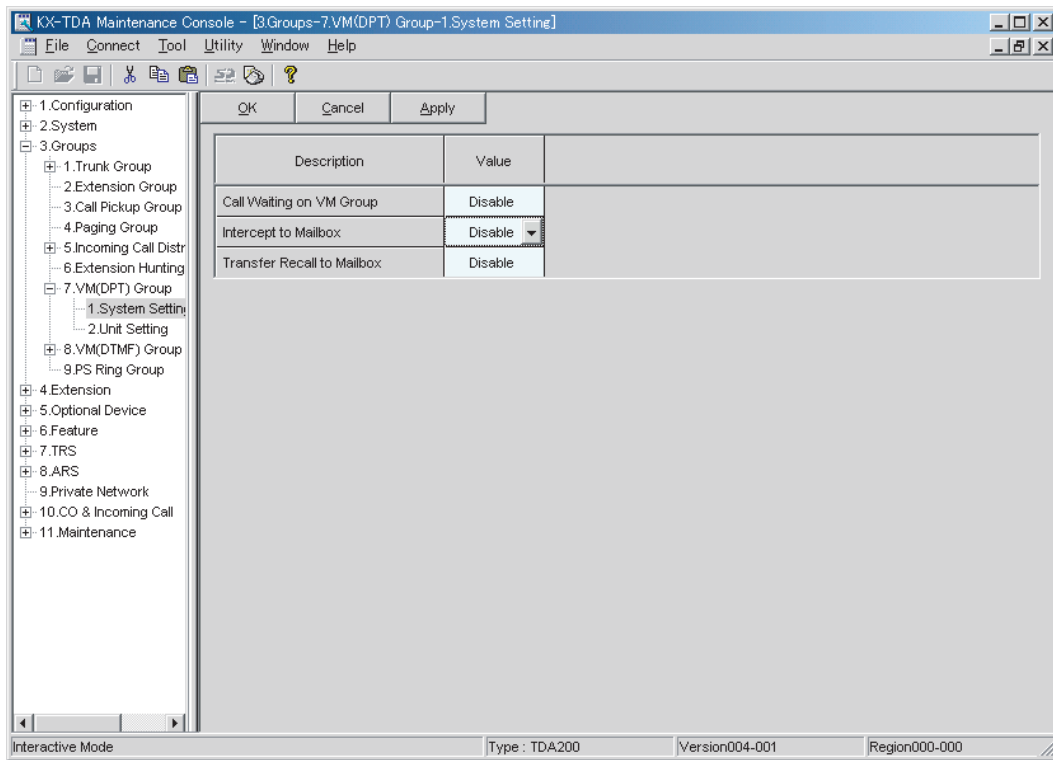 KX-TDA Maintenance Console - [3.Groups-7.VM(DPT) Group-1.System Setting]
File Connect Tool Utility Window Help
OK Cancel Apply
1.Configuration
2.System
3.Groups
1.Trunk Group
2.Extension Group
3.Call Pickup Group
4.Paging Group
5.Incoming Call Distr
6.Extension Hunting
7.VM(DPT) Group
1.System Setting
2.Unit Setting
8.VM(DTMF) Group
9.PS Ring Group
4.Extension
5.Optional Device
6.Feature
7.TRS
8.ARS
9.Private Network
10.CO & Incoming Call
11.Maintenance
Description Value
Call Waiting on VM Group Disable
Intercept to Mailbox Disable
Transfer Recall to Mailbox Disable
Interactive Mode Type : TDA200 Version004-001 Region000-000